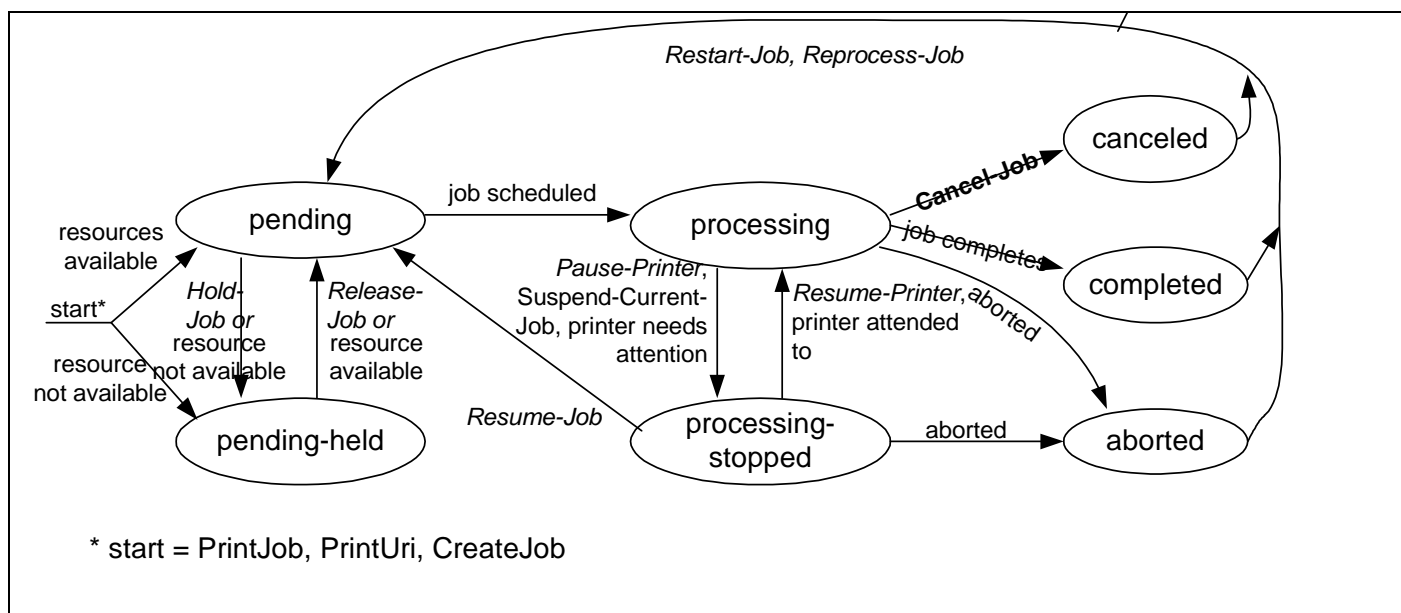 Restart-Job, Reprocess-Job
canceled
Cancel-Job
job scheduled
pending
processing
job completes
resources
available
completed
Pause-Printer,
Suspend-Current-
Job, printer needs
attention
Resume-Printer,
printer attended
to
aborted
Hold-
Job or
resource
not available
Release-
Job or
resource
available
start*
resource
not available
Resume-Job
pending-held
processing-
stopped
aborted
aborted
* start = PrintJob, PrintUri, CreateJob